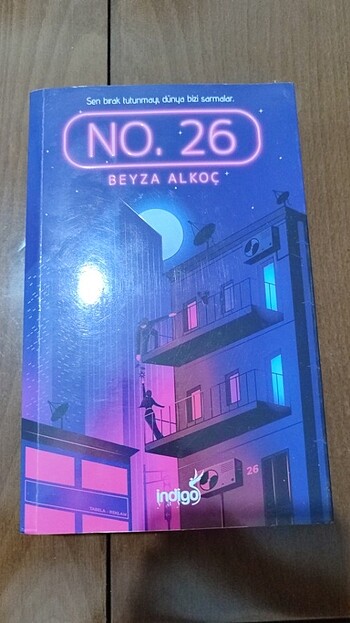 Sen bırak tutunmayı, dünya bizi sarmalar.
NO. 26
BEYZA ALKOÇ
26
indigo